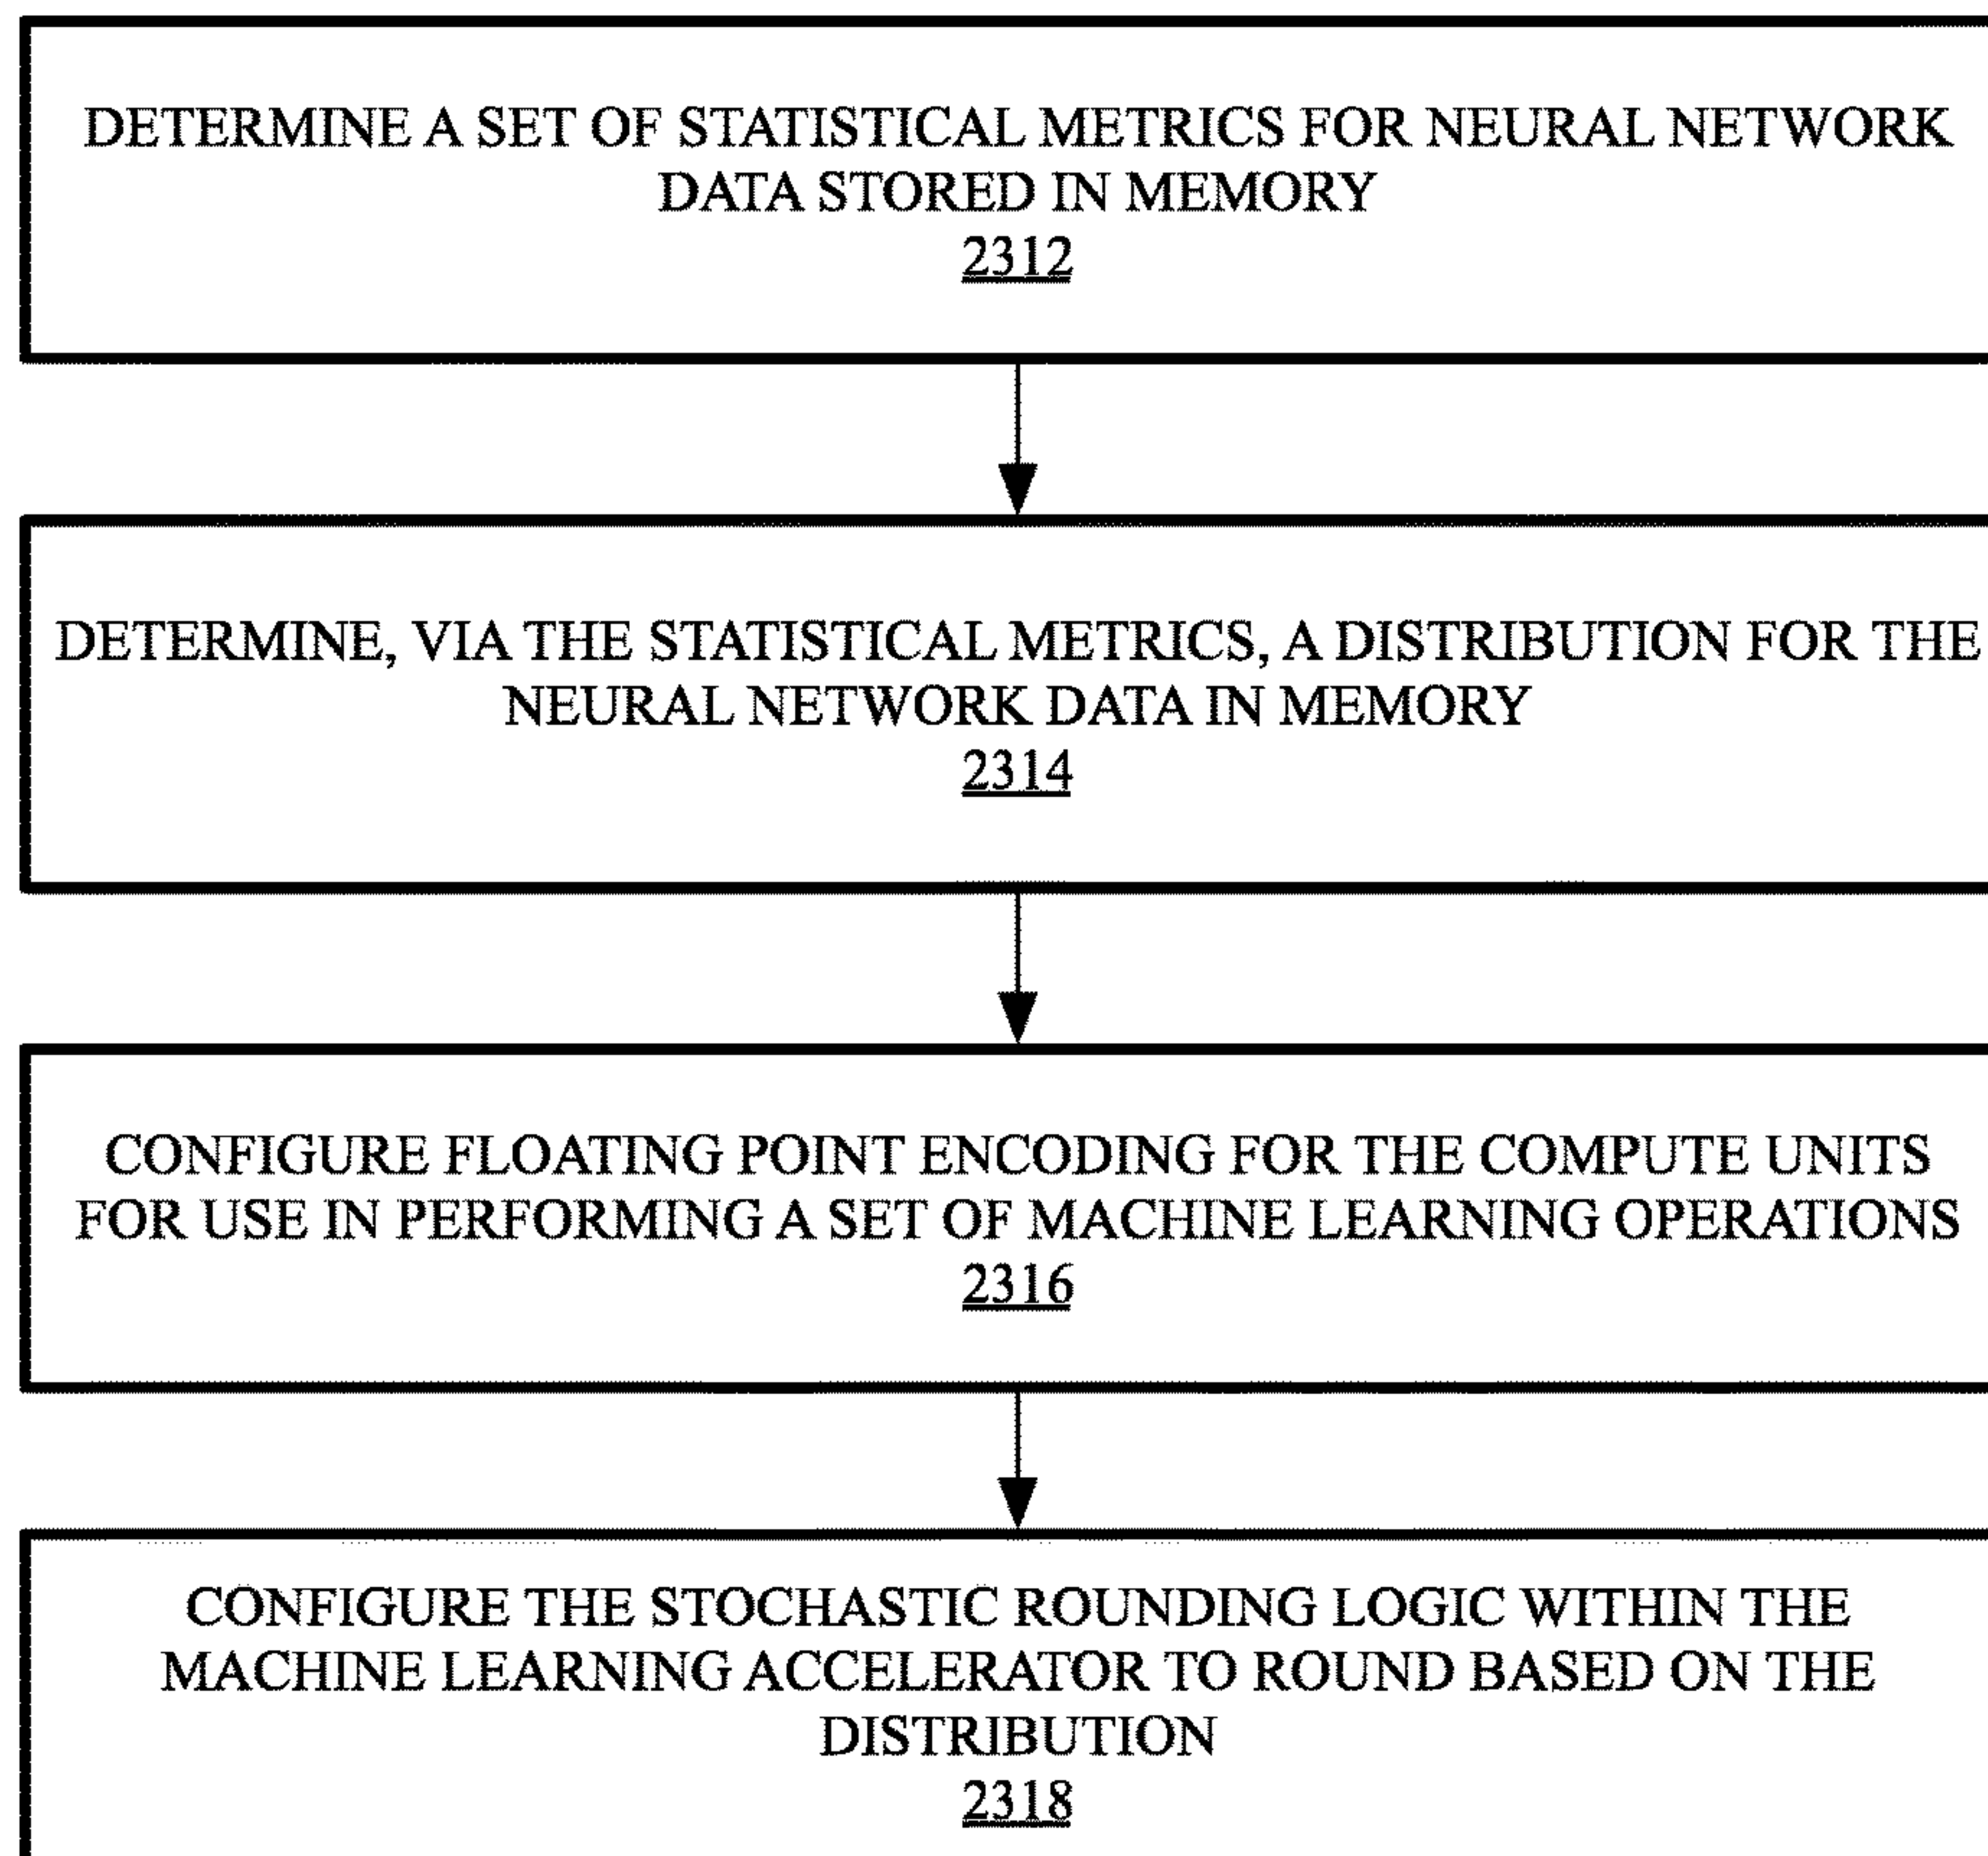 DETERMINE A SET OF STATISTICAL METRICS FOR NEURAL NETWORK
DATA STORED IN MEMORY
2312
DETERMINE, VIA THE STATISTICAL METRICS, A DISTRIBUTION FOR THE
NEURAL NETWORK DATA IN MEMORY
2314
CONFIGURE FLOATING POINT ENCODING FOR THE COMPUTE UNITS
FOR USE IN PERFORMING A SET OF MACHINE LEARNING OPERATIONS
2316
CONFIGURE THE STOCHASTIC ROUNDING LOGIC WITHIN THE
MACHINE LEARNING ACCELERATOR TO ROUND BASED ON THE
DISTRIBUTION
2318